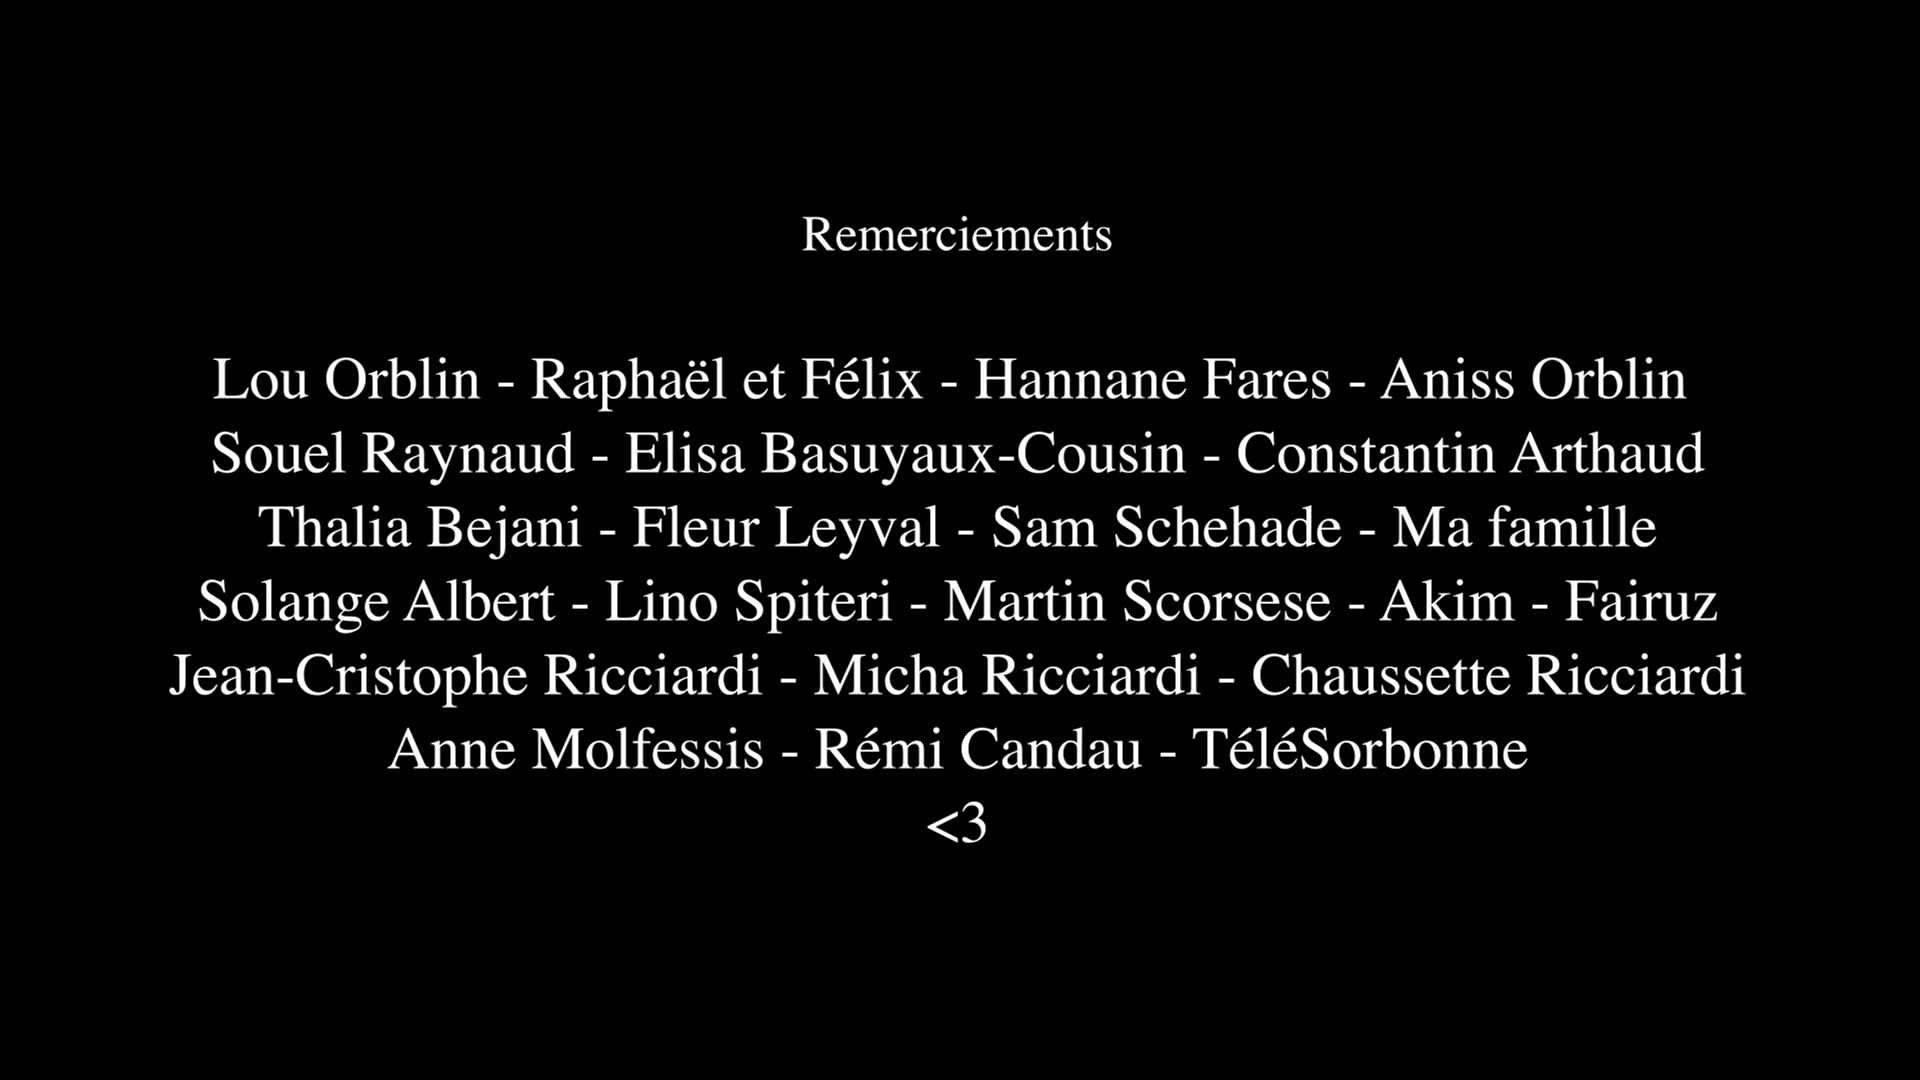 Remerciements
Lou Orblin - Raphaël et Félix - Hannane Fares - Aniss Orblin
Souel Raynaud - Elisa Basuyaux-Cousin - Constantin Arthaud
Thalia Bejani - Fleur Leyval - Sam Schehade - Ma famille
Solange Albert - Lino Spiteri - Martin Scorsese - Akim - Fairuz
Jean-Cristophe Ricciardi - Micha Ricciardi - Chaussette Ricciardi
Anne Molfessis - Rémi Candau - TéléSorbonne
<3